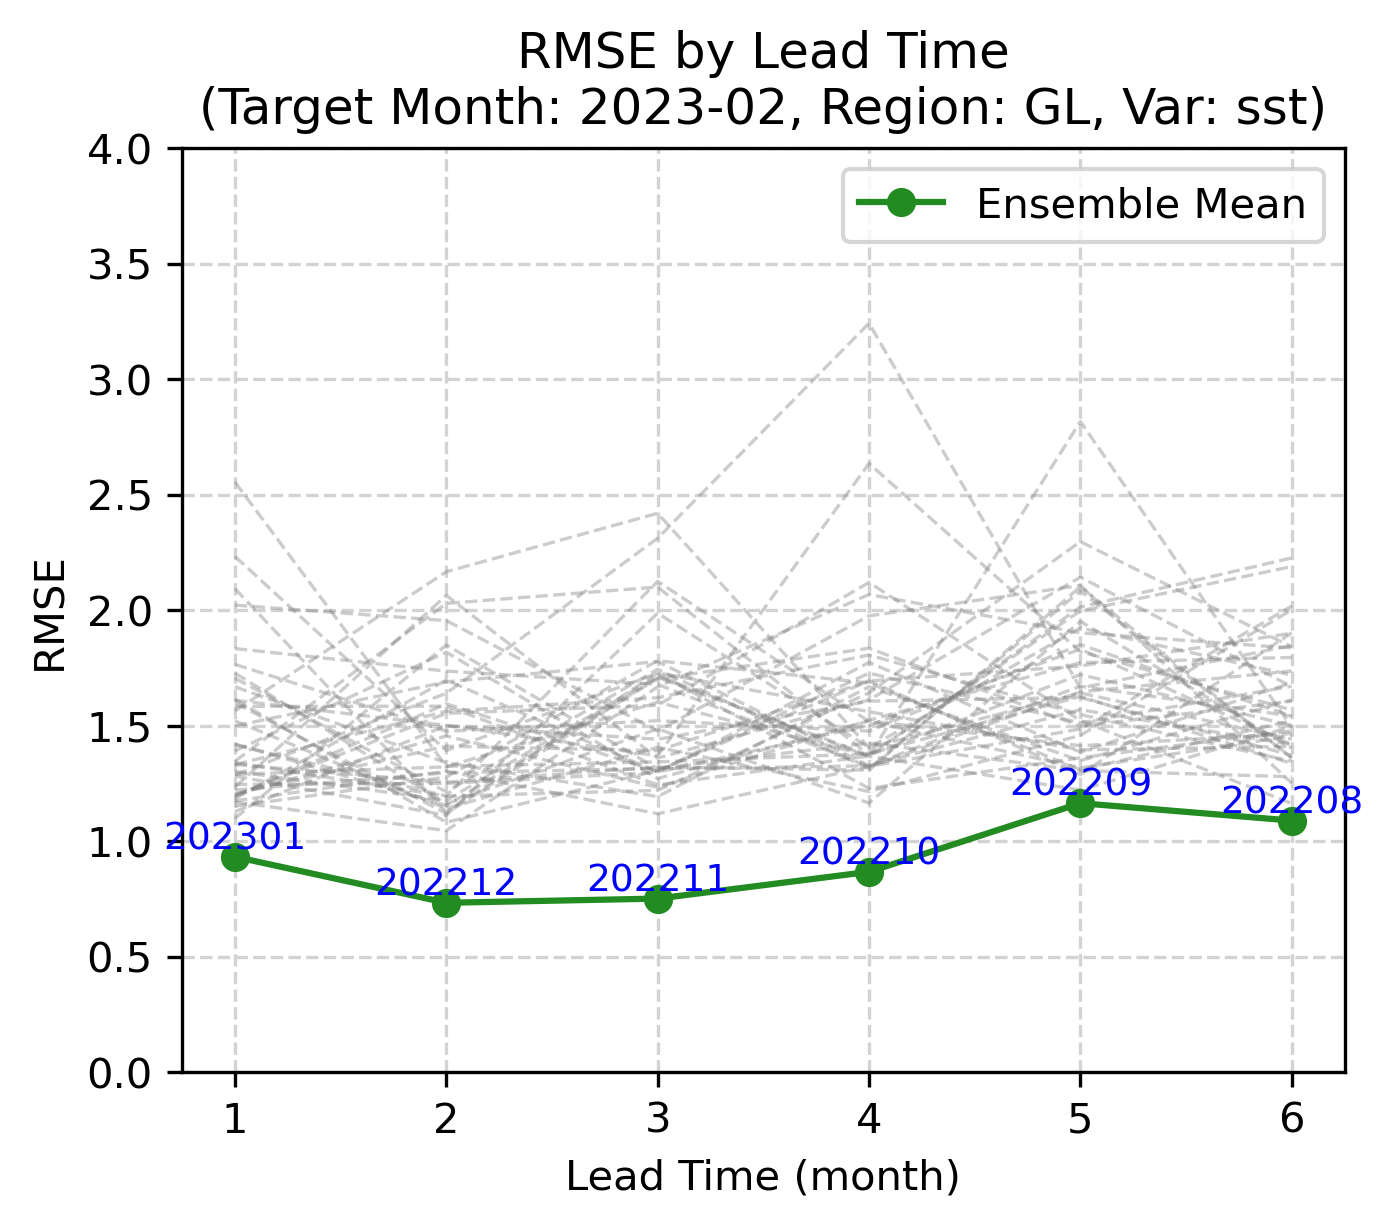 RMSE by Lead Time
(Target Month: 2023-02, Region: GL, Var: sst)
Ensemble Mean
RMSE
4.0
3.5
3.0
2.5
2.0
1.5
1.0
0.5
0.0
202301
202212
202211
202210
202209
202208
1 2 3 4 5 6
Lead Time (month)